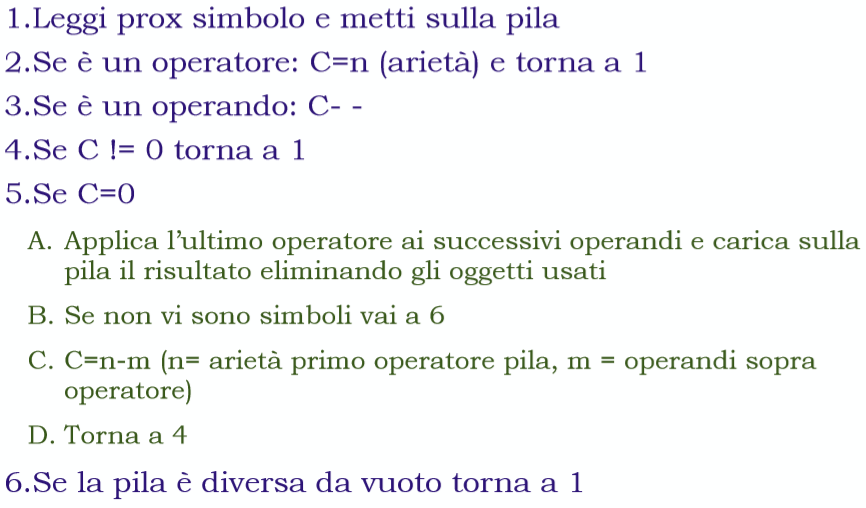 1.Leggi prox simbolo e metti sulla pila
2.Se è un operatore: C=n (arietà) e torna a 1
3.Se è un operando: C- -
4.Se C != 0 torna a 1
5.Se C=0
A. Applica l’ultimo operatore ai successivi operandi e carica sulla
pila il risultato eliminando gli oggetti usati
B. Se non vi sono simboli vai a 6
C. C=n-m (n= arietà primo operatore pila, m = operandi sopra
operatore)
D. Torna a 4
6.Se la pila è diversa da vuoto torna a 1